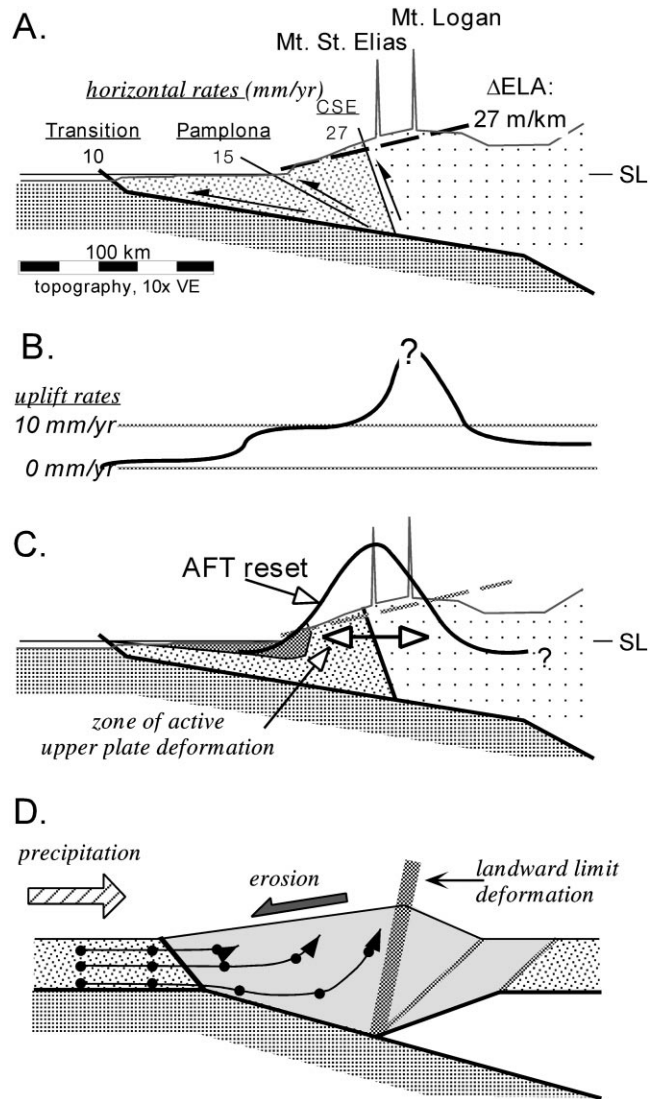 A.
Mt. Logan
Mt. St. Elias
horizontal rates (mm/yr)
CSE
27
ΔELA:
27 m/km
Transition
10
Pamplona
15
SL
100 km
topography, 10x VE
B.
?
uplift rates
10 mm/yr
0 mm/yr
C.
AFT reset
SL
?
zone of active
upper plate deformation
D.
precipitation
erosion
landward limit
deformation